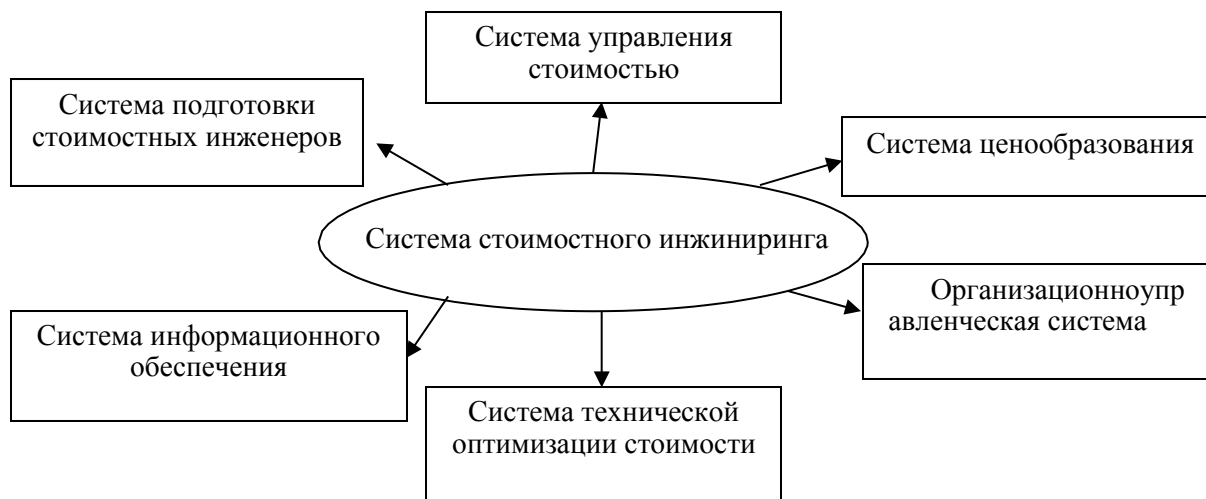 Система управления
стоимостью
Система подготовки
стоимостных инженеров
Система ценообразования
Система стоимостного инжиниринга
Организационноупр
авленческая система
Система информационного
обеспечения
Система технической
оптимизации стоимости